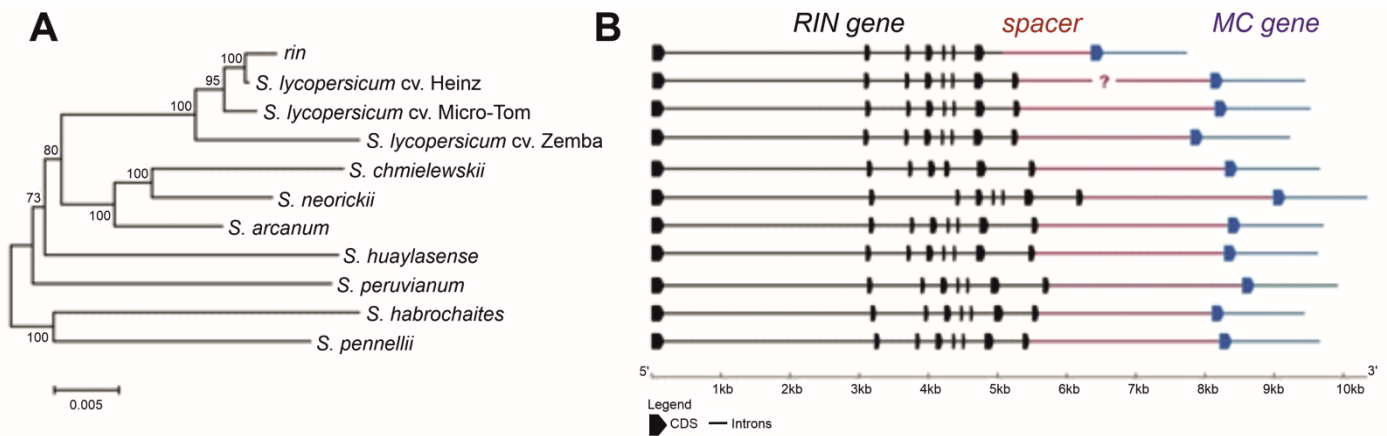 A
100
rin
95
S. lycopersicum cv. Heinz
100
S. lycopersicum cv. Micro-Tom
S. lycopersicum cv. Zemba
80
100
S. chmielewskii
S. neorickii
73
100
S. arcanum
S. huaylasense
S. peruvianum
S. habrochaites
100
S. pennellii
0.005
B
RIN gene spacer MC gene
?
5' 3'
1kb 2kb 3kb 4kb 5kb 6kb 7kb 8kb 9kb 10kb
Legend
CDS Introns